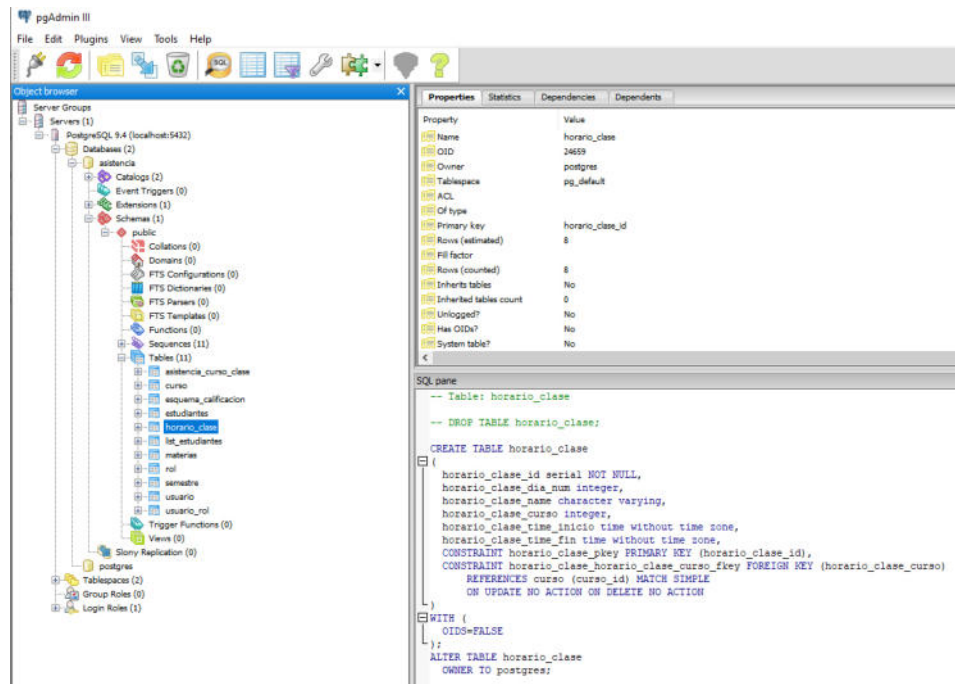 pgAdmin III
File Edit Plugins View Tools Help
SQL
Object browser
Server Groups
Servers (1)
PostgreSQL 9.4 (localhost:5432)
Databases (2)
asistencia
Catalogs (2)
Event Triggers (0)
Extensions (1)
Schemas (1)
public
Collations (0)
Domains (0)
FTS Configurations (0)
FTS Dictionaries (0)
FTS Parsers (0)
FTS Templates (0)
Functions (0)
Sequences (11)
Tables (11)
asistencia_curso_clase
curso
esquema_calificacion
estudiantes
horario_clase
list_estudiantes
materias
rol
semestre
usuario
usuario_rol
Trigger Functions (0)
Views (0)
Slony Replication (0)
postgres
Tablespaces (2)
Group Roles (0)
Login Roles (1)
Properties Statistics Dependencies Dependents
Property Value
Name horario_clase
OID 24659
Owner postgres
Tablespace pg_default
ACL
Of type
Primary key horario_clase_id
Rows (estimated) 8
Fill factor
Rows (counted) 8
Inherits tables No
Inherited tables count 0
Unlogged? No
Has OIDs? No
System table? No
SQL pane
-- Table: horario_clase
-- DROP TABLE horario_clase;
CREATE TABLE horario_clase
(
horario_clase_id serial NOT NULL,
horario_clase_dia_num integer,
horario_clase_name character varying,
horario_clase_curso integer,
horario_clase_time_inicio time without time zone,
horario_clase_time_fin time without time zone,
CONSTRAINT horario_clase_pkey PRIMARY KEY (horario_clase_id),
CONSTRAINT horario_clase_horario_clase_curso_fkey FOREIGN KEY (horario_clase_curso)
REFERENCES curso (curso_id) MATCH SIMPLE
ON UPDATE NO ACTION ON DELETE NO ACTION
)
WITH (
OIDS=FALSE
);
ALTER TABLE horario_clase
OWNER TO postgres;